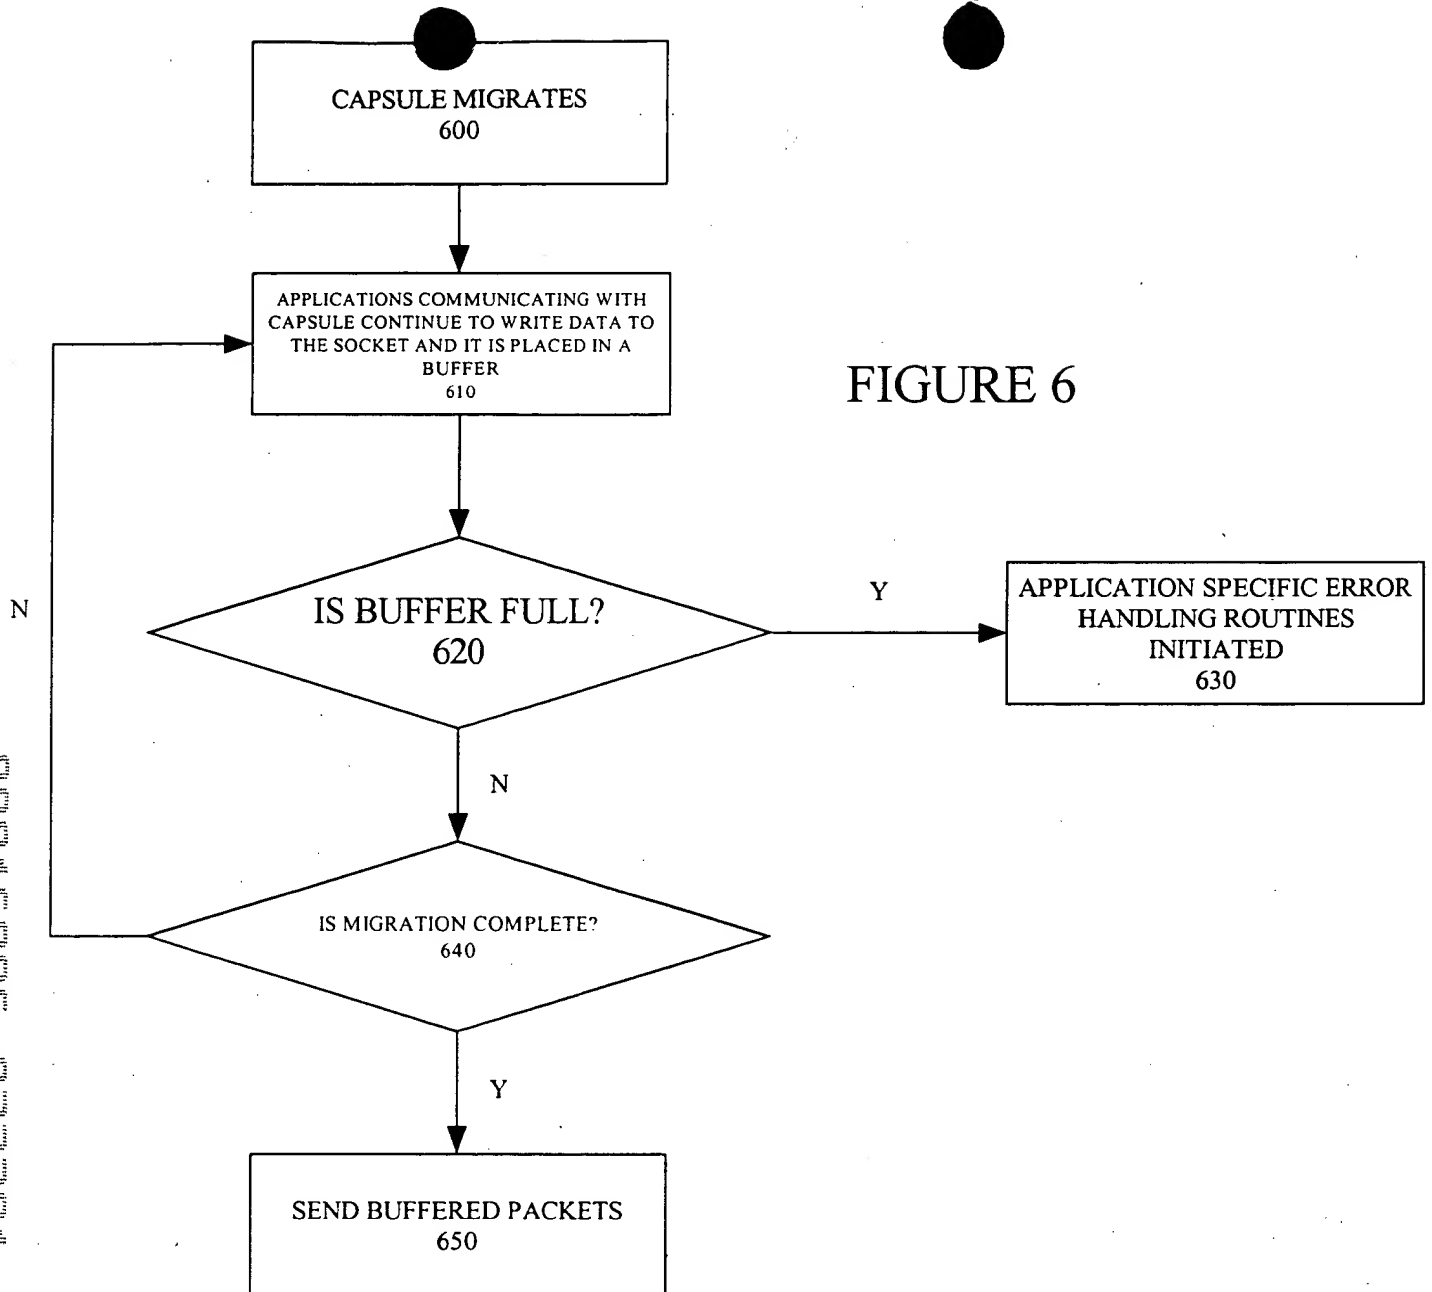 CAPSULE MIGRATES
600
APPLICATIONS COMMUNICATING WITH
CAPSULE CONTINUE TO WRITE DATA TO
THE SOCKET AND IT IS PLACED IN A
BUFFER
610
FIGURE 6
N
IS BUFFER FULL?
620
Y
APPLICATION SPECIFIC ERROR
HANDLING ROUTINES
INITIATED
630
N
IS MIGRATION COMPLETE?
640
Y
SEND BUFFERED PACKETS
650